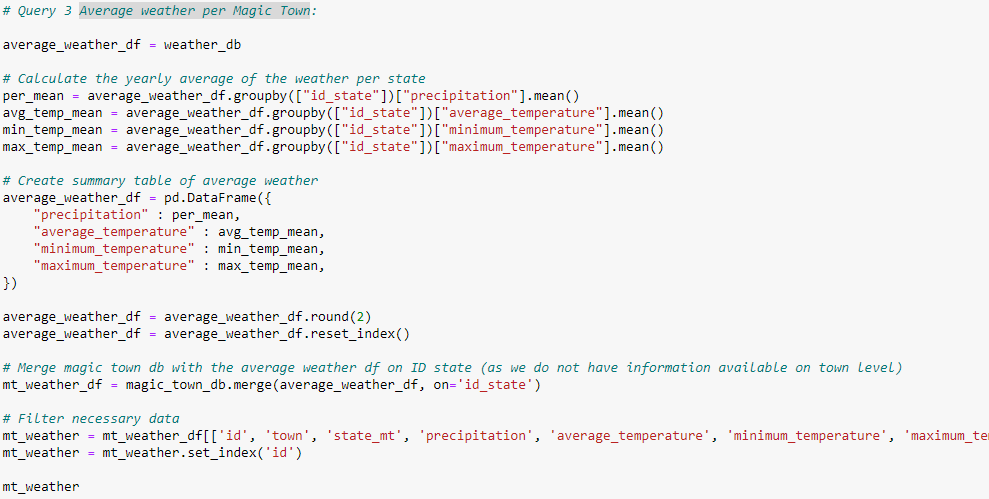 # Query 3 Average weather per Magic Town:
average_weather_df = weather_db
# Calculate the yearly average of the weather per state
per_mean = average_weather_df.groupby(["id_state"])["precipitation"].mean()
avg_temp_mean = average_weather_df.groupby(["id_state"])["average_temperature"].mean()
min_temp_mean = average_weather_df.groupby(["id_state"])["minimum_temperature"].mean()
max_temp_mean = average_weather_df.groupby(["id_state"])["maximum_temperature"].mean()
# Create summary table of average weather
average_weather_df = pd.DataFrame({
    "precipitation" : per_mean,
    "average_temperature" : avg_temp_mean,
    "minimum_temperature" : min_temp_mean,
    "maximum_temperature" : max_temp_mean,
})
average_weather_df = average_weather_df.round(2)
average_weather_df = average_weather_df.reset_index()
# Merge magic town db with the average weather df on ID state (as we do not have information available on town level)
mt_weather_df = magic_town_db.merge(average_weather_df, on='id_state')
# Filter necessary data
mt_weather = mt_weather_df[['id', 'town', 'state_mt', 'precipitation', 'average_temperature', 'minimum_temperature', 'maximum_te
mt_weather = mt_weather.set_index('id')
mt_weather